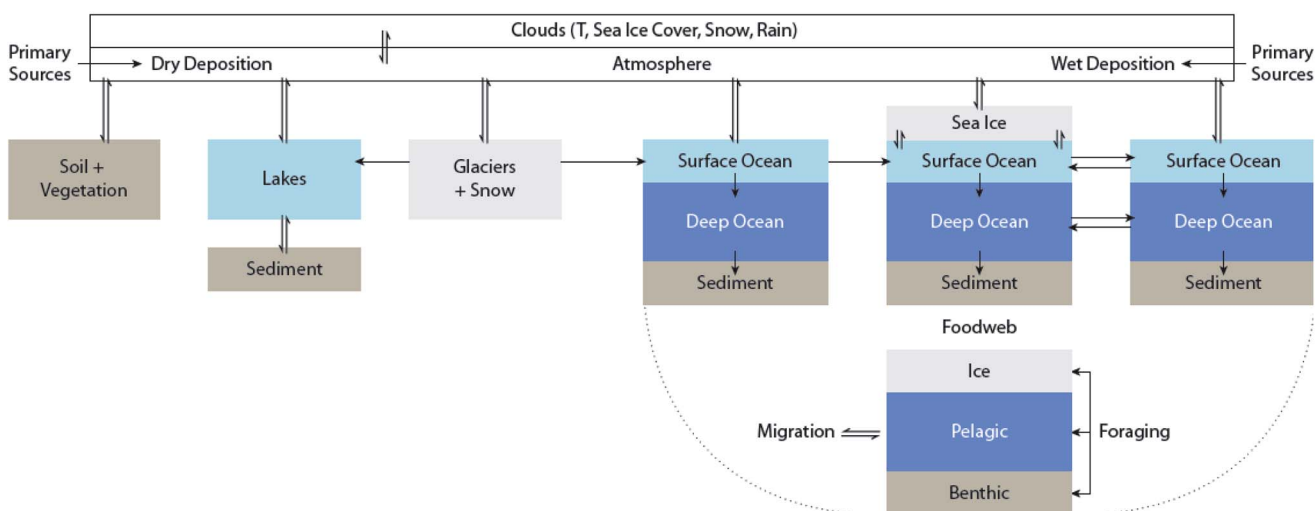 Clouds (T, Sea Ice Cover, Snow, Rain)
Primary
Sources
Dry Deposition
Atmosphere
Wet Deposition
Primary
Sources
Soil +
Vegetation
Lakes
Sediment
Glaciers
+ Snow
Surface Ocean
Deep Ocean
Sediment
Sea Ice
Surface Ocean
Deep Ocean
Sediment
Surface Ocean
Deep Ocean
Sediment
Foodweb
Ice
Migration
Pelagic
Foraging
Benthic